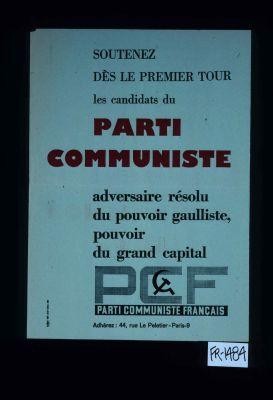 SOUTENEZ
DÈS LE PREMIER TOUR
les candidats du
PARTI
COMMUNISTE
adversaire résolu
du pouvoir gaulliste,
pouvoir
du grand capital
PCF
PARTI COMMUNISTE FRANÇAIS
Adhérez : 44, rue Le Peletier - Paris-9
FR-1484